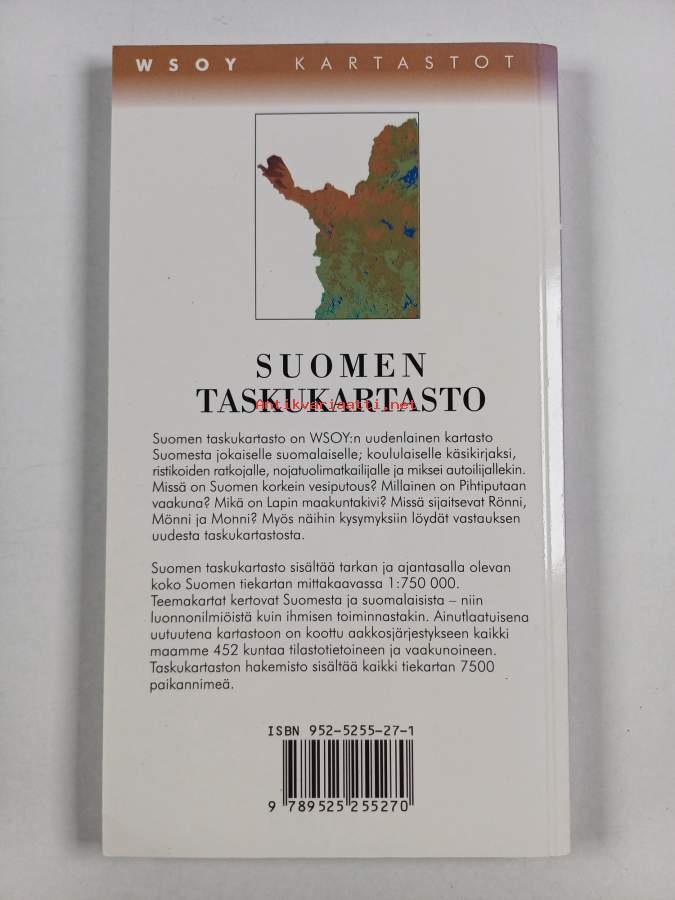 WSOY KARTASTOT
SUOMEN
TASKUKARTASTO
Antikvariaatti.net
Suomen taskukartasto on WSOY:n uudenlainen kartasto
Suomesta jokaiselle suomalaiselle; koululaiselle käsikirjaksi,
ristikoiden ratkojalle, nojatuolimatkailijalle ja miksei autoilijallekin.
Missä on Suomen korkein vesiputous? Millainen on Pihtiputaan
vaakuna? Mikä on Lapin maakuntakivi? Missä sijaitsevat Rönni,
Mönni ja Monni? Myös näihin kysymyksiin löydät vastauksen
uudesta taskukartastosta.
Suomen taskukartasto sisältää tarkan ja ajantasalla olevan
koko Suomen tiekartan mittakaavassa 1:750 000.
Teemakartat kertovat Suomesta ja suomalaisista – niin
luonnonilmiöistä kuin ihmisen toiminnastakin. Ainutlaatuisena
uutuutena kartastoon on koottu aakkosjärjestykseen kaikki
maamme 452 kuntaa tilastotietoineen ja vaakunoineen.
Taskukartaston hakemisto sisältää kaikki tiekartan 7500
paikannimeä.
ISBN 952-5255-27-1
9 789525 255270